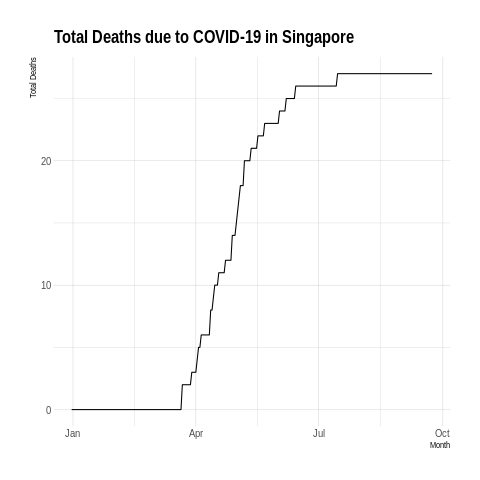 Total Deaths due to COVID-19 in Singapore
Total Deaths
20
10
0
Jan Apr Jul Oct
Month